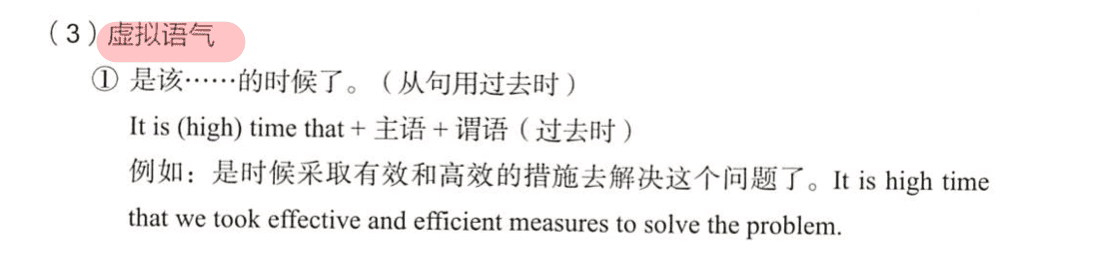 （3）虚拟语气
① 是该……的时候了。（从句用过去时）
It is (high) time that + 主语 + 谓语（过去时）
例如：是时候采取有效和高效的措施去解决这个问题了。It is high time
that we took effective and efficient measures to solve the problem.